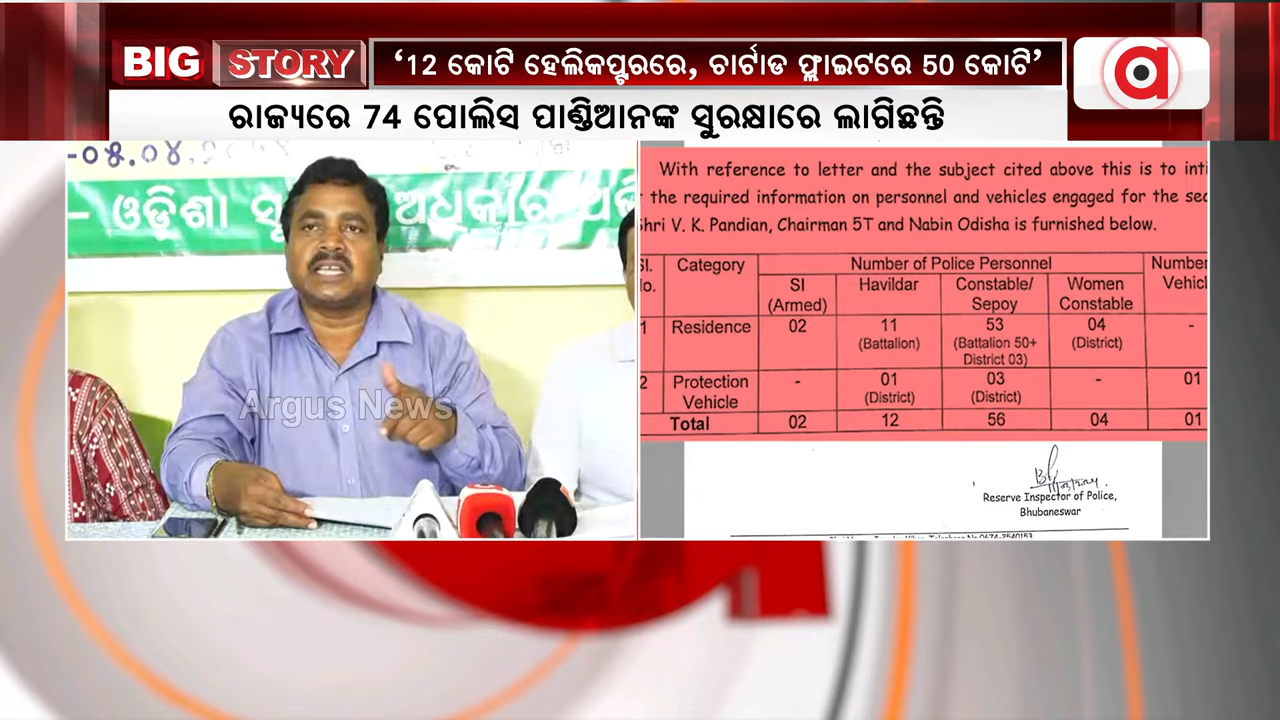 BIG STORY
‘12 କୋଟି ହେଲିକପ୍ଟରରେ, ଚାର୍ଟାଡ ଫ୍ଲାଇଟରେ 50 କୋଟି’
a
ରାଜ୍ୟରେ 74 ପୋଲିସ ପାଣ୍ଡିଆନଙ୍କ ସୁରକ୍ଷାରେ ଲାଗିଛନ୍ତି
-୦୫.୦୪.
- ଓଡ଼ିଶା ସୂ ଅଧିକାର ଅଭି
Argus News
With reference to letter and the subject cited above this is to inti
the required information on personnel and vehicles engaged for the sec
Shri V. K. Pandian, Chairman 5T and Nabin Odisha is furnished below.
Sl. No. Category Number of Police Personnel Number Vehicl
SI (Armed) Havildar Constable/ Sepoy Women Constable
1 Residence 02 11 (Battalion) 53 (Battalion 50+ District 03) 04 (District) -
2 Protection Vehicle - 01 (District) 03 (District) - 01
Total 02 12 56 04 01
Reserve Inspector of Police,
Bhubaneswar